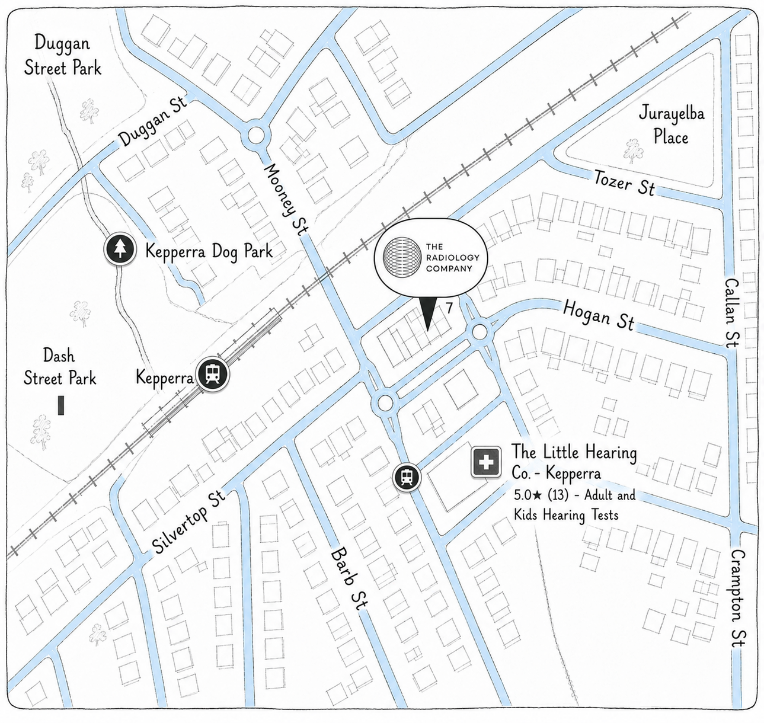 Duggan
Street Park
Duggan St
Jurayelba
Place
Mooney St
Tozer St
Kepperra Dog Park
THE
RADIOLOGY
COMPANY
7
Callan St
Hogan St
Dash
Street Park
Kepperra
The Little Hearing
Co. - Kepperra
5.0★ (13) - Adult and
Kids Hearing Tests
Silvertop St
Barb St
Crampton St